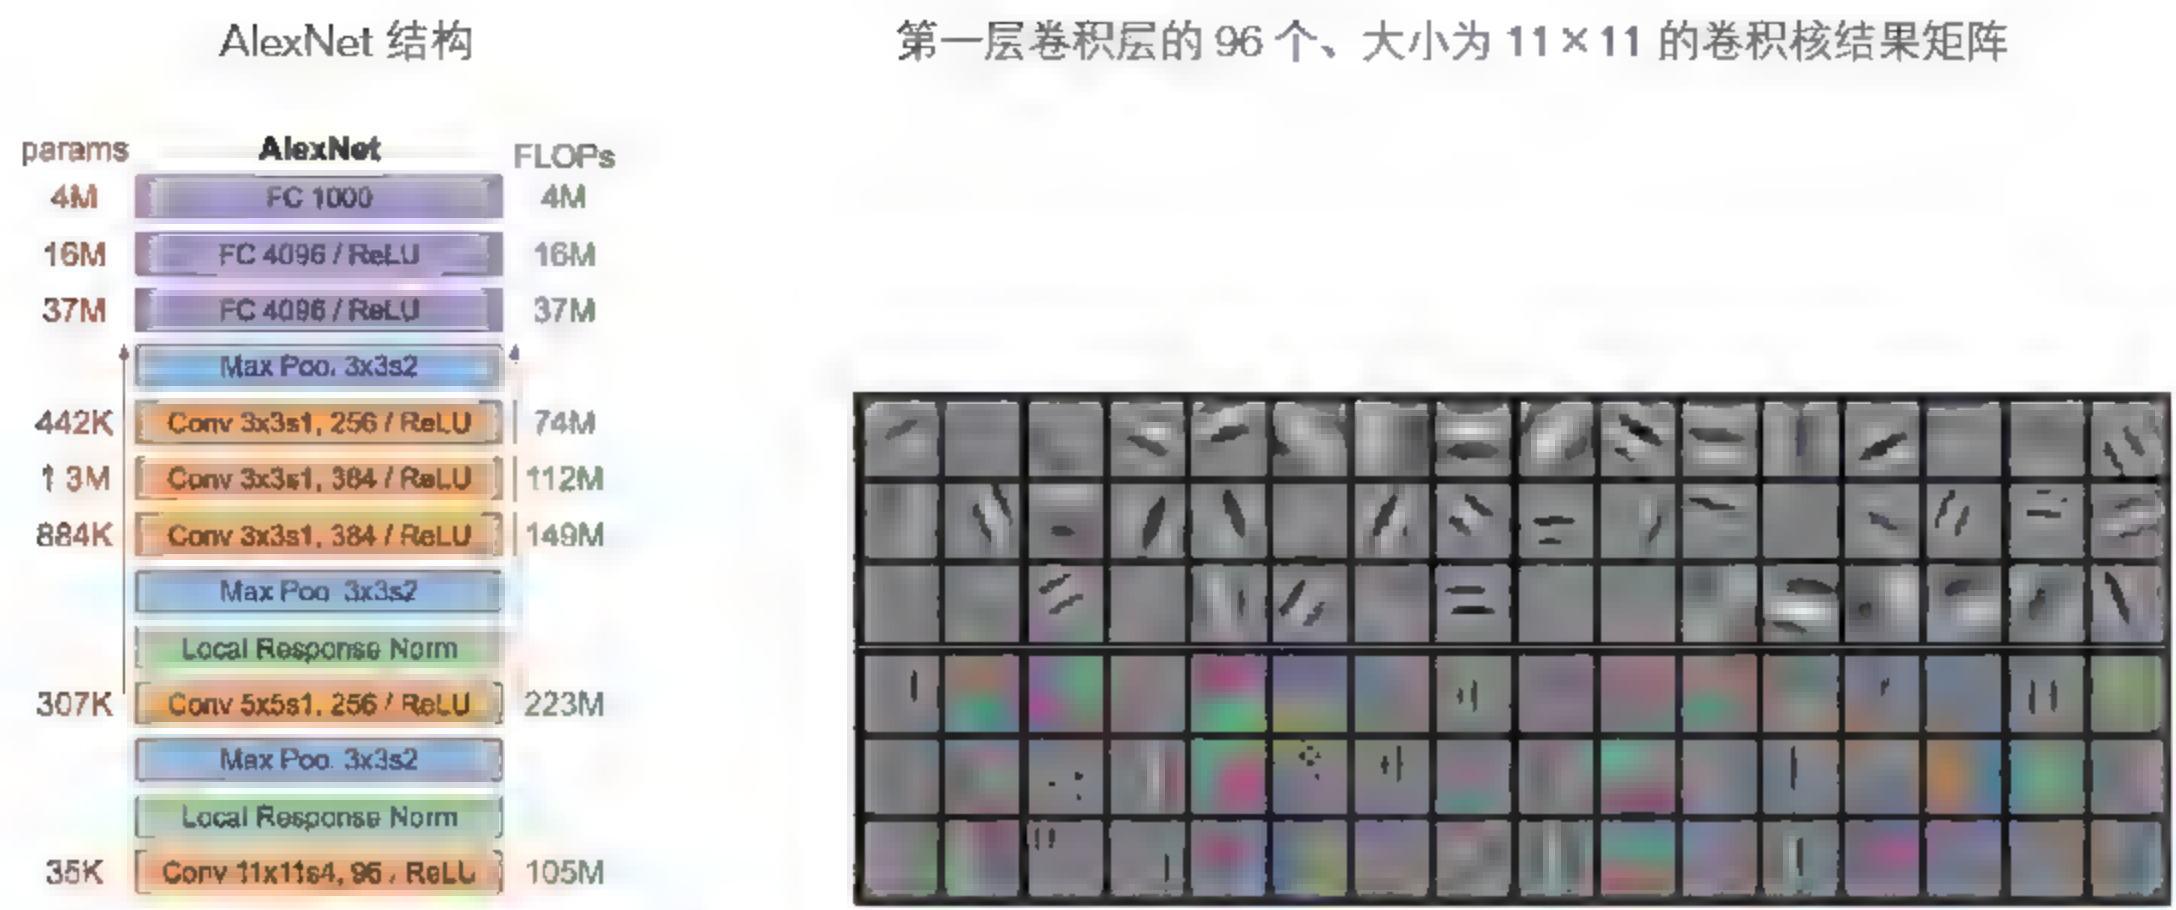 AlexNet 结构
第一层卷积层的 96 个、大小为 11×11 的卷积核结果矩阵
params AlexNet FLOPs
4M FC 1000 4M
16M FC 4096 / ReLU 16M
37M FC 4096 / ReLU 37M
Max Poo. 3x3s2
442K Conv 3x3s1, 256 / ReLU 74M
1 3M Conv 3x3s1, 384 / ReLU 112M
884K Conv 3x3s1, 384 / ReLU 149M
Max Poo 3x3s2
Local Response Norm
307K Conv 5x5s1, 256 / ReLU 223M
Max Poo. 3x3s2
Local Response Norm
35K Conv 11x11s4, 96 / ReLU 105M